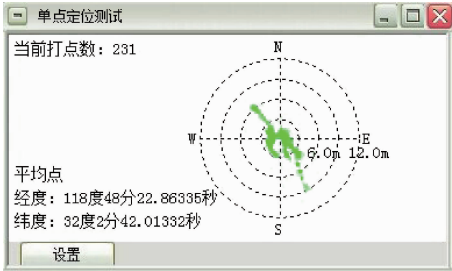 单点定位测试
当前打点数：231
N
W
E
6.0m 12.0m
S
平均点
经度：118度48分22.86335秒
纬度：32度2分42.01332秒
设置